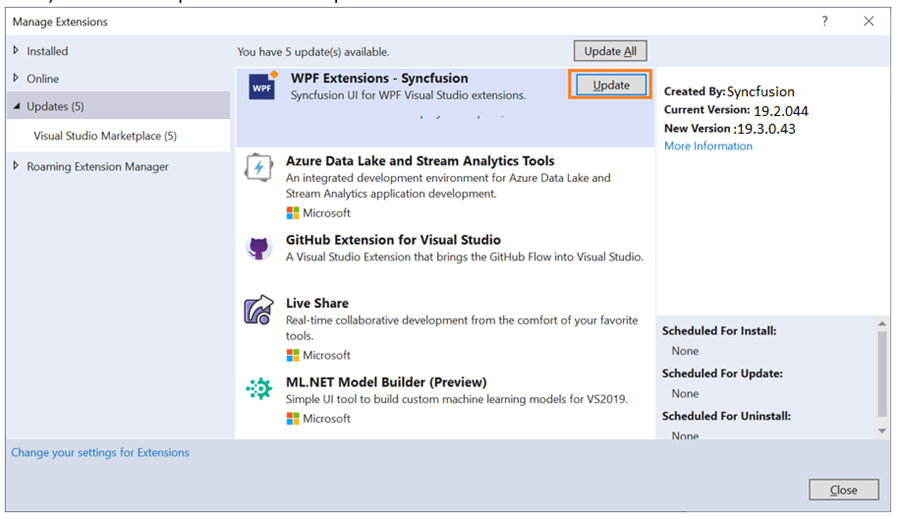 Manage Extensions
? ×
Installed
Online
Updates (5)
Visual Studio Marketplace (5)
Roaming Extension Manager
You have 5 update(s) available.
Update All
WPF
WPF Extensions - Syncfusion
Syncfusion UI for WPF Visual Studio extensions.
Update
Azure Data Lake and Stream Analytics Tools
An integrated development environment for Azure Data Lake and
Stream Analytics application development.
Microsoft
GitHub Extension for Visual Studio
A Visual Studio Extension that brings the GitHub Flow into Visual Studio.
Live Share
Real-time collaborative development from the comfort of your favorite
tools.
Microsoft
ML.NET Model Builder (Preview)
Simple UI tool to build custom machine learning models for VS2019.
Microsoft
Created By: Syncfusion
Current Version: 19.2.044
New Version :19.3.0.43
More Information
Scheduled For Install:
None
Scheduled For Update:
None
Scheduled For Uninstall:
None
Change your settings for Extensions
Close